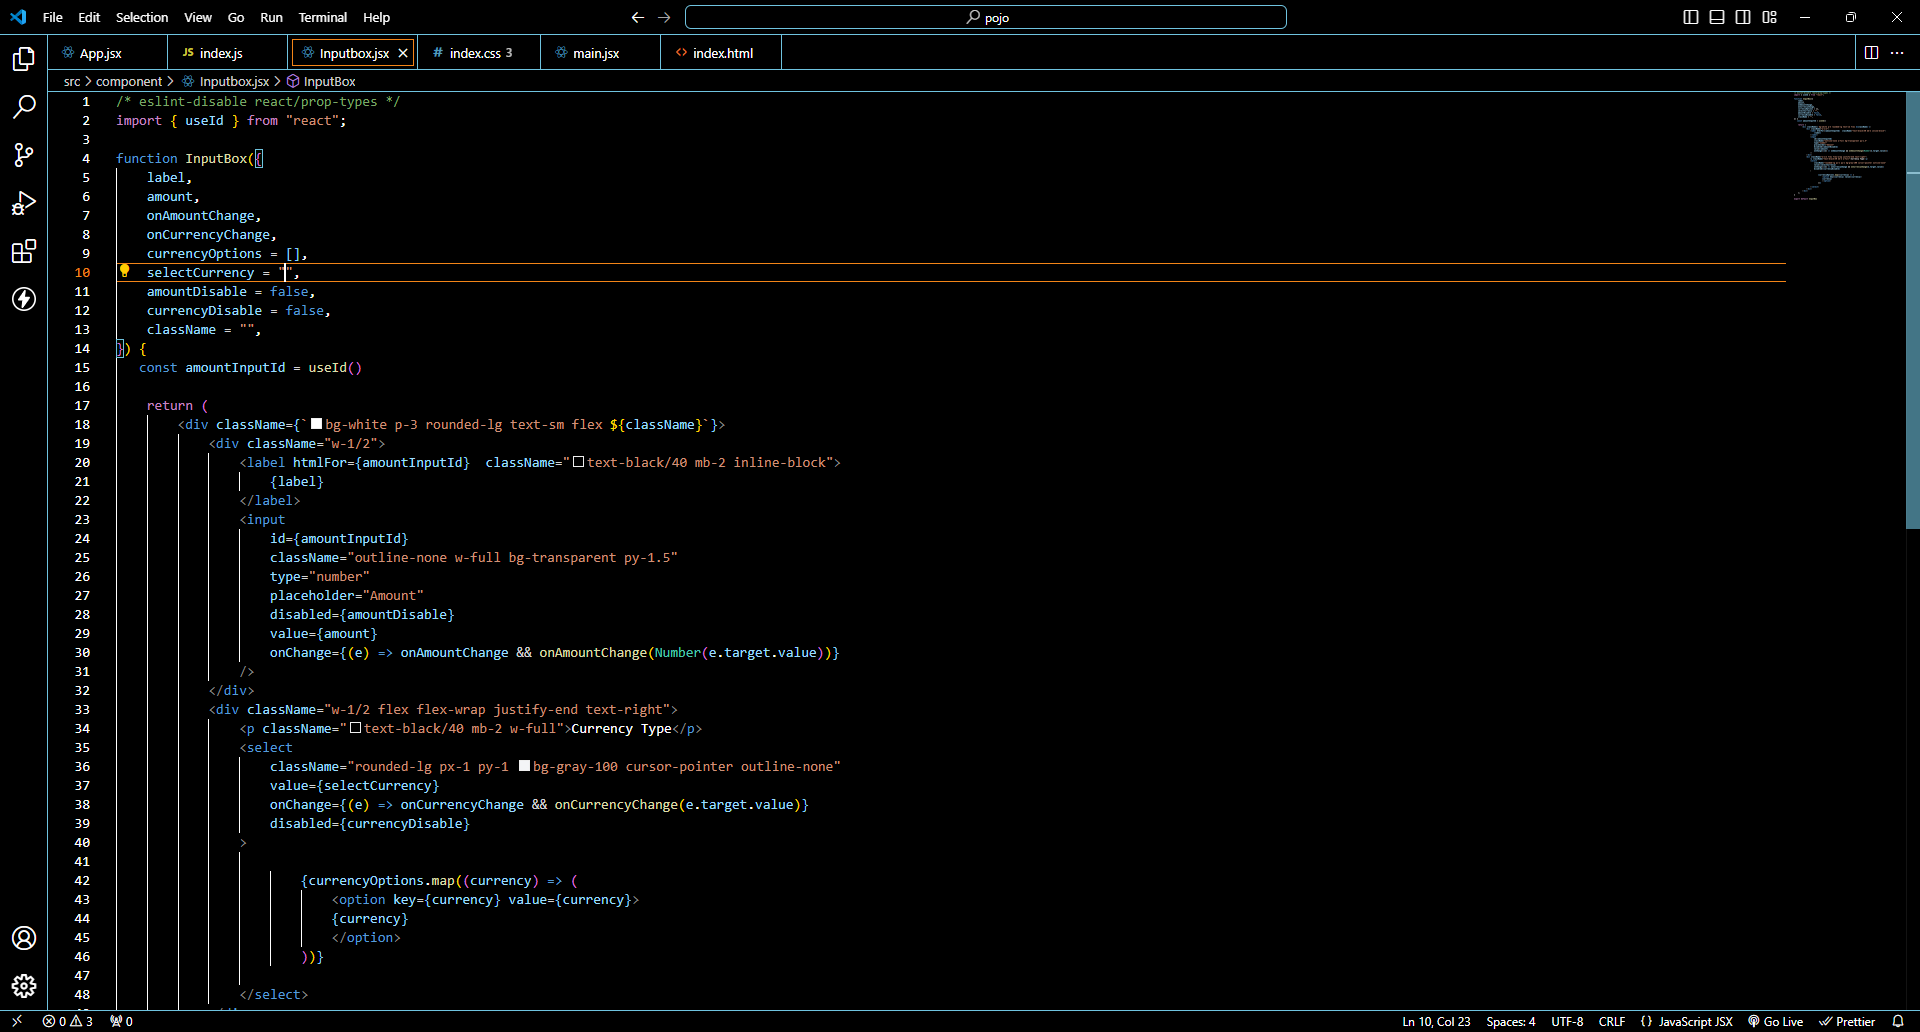 File Edit Selection View Go Run Terminal Help pojo
App.jsx JS index.js Inputbox.jsx # index.css 3 main.jsx <> index.html
src > component > Inputbox.jsx > InputBox
1 /* eslint-disable react/prop-types */
2 import { useId } from "react";
3
4 function InputBox({
5 label,
6 amount,
7 onAmountChange,
8 onCurrencyChange,
9 currencyOptions = [],
10 selectCurrency = "",
11 amountDisable = false,
12 currencyDisable = false,
13 className = "",
14 }) {
15 const amountInputId = useId()
16
17 return (
18 <div className={`bg-white p-3 rounded-lg text-sm flex ${className}`}>
19 <div className="w-1/2">
20 <label htmlFor={amountInputId}  className="text-black/40 mb-2 inline-block">
21 {label}
22 </label>
23 <input
24 id={amountInputId}
25 className="outline-none w-full bg-transparent py-1.5"
26 type="number"
27 placeholder="Amount"
28 disabled={amountDisable}
29 value={amount}
30 onChange={(e) => onAmountChange && onAmountChange(Number(e.target.value))}
31 />
32 </div>
33 <div className="w-1/2 flex flex-wrap justify-end text-right">
34 <p className="text-black/40 mb-2 w-full">Currency Type</p>
35 <select
36 className="rounded-lg px-1 py-1 bg-gray-100 cursor-pointer outline-none"
37 value={selectCurrency}
38 onChange={(e) => onCurrencyChange && onCurrencyChange(e.target.value)}
39 disabled={currencyDisable}
40 >
41
42 {currencyOptions.map((currency) => (
43 <option key={currency} value={currency}>
44 {currency}
45 </option>
46 ))}
47
48 </select>
0 3 0 Ln 10, Col 23 Spaces: 4 UTF-8 CRLF {} JavaScript JSX Go Live Prettier